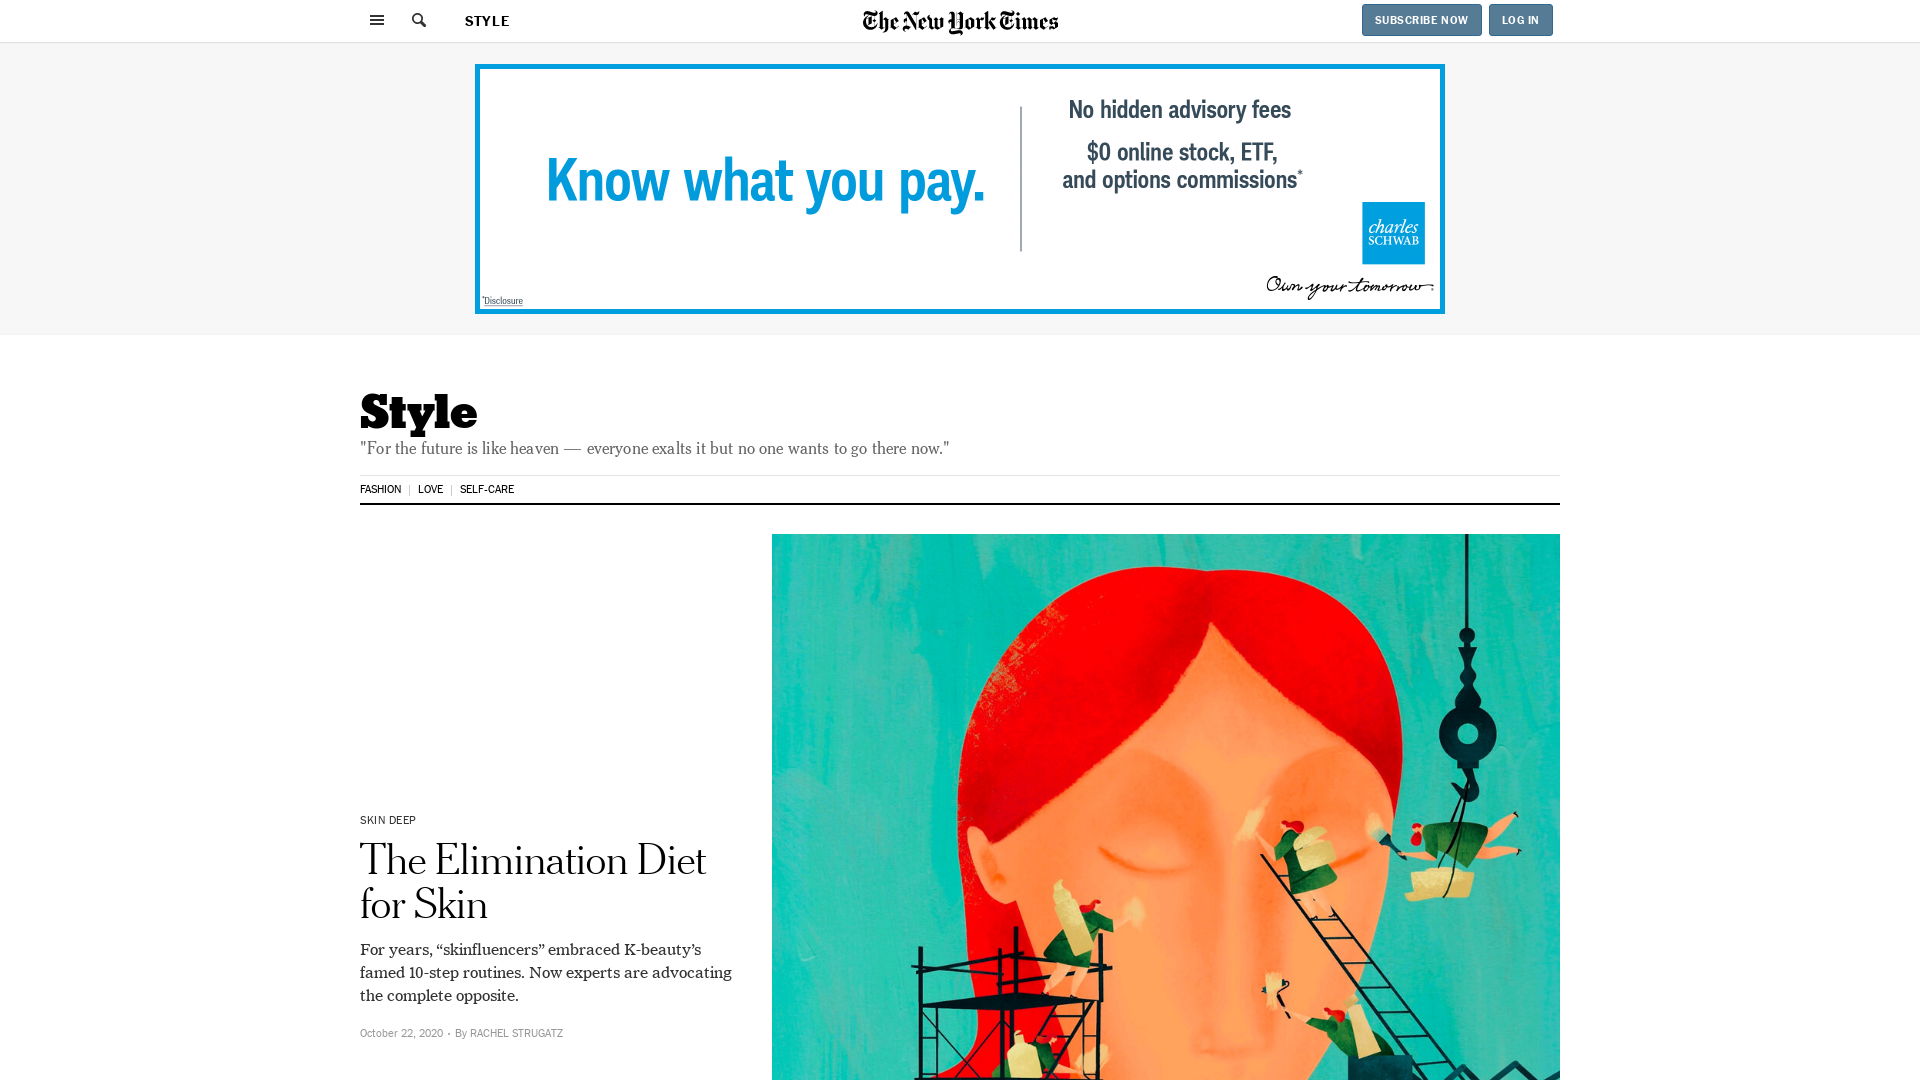 STYLE
The New York Times
SUBSCRIBE NOW
LOG IN
Know what you pay.
No hidden advisory fees
$0 online stock, ETF,
and options commissions*
charles
SCHWAB
Own your tomorrow.
*Disclosure
Style
"For the future is like heaven — everyone exalts it but no one wants to go there now."
FASHION | LOVE | SELF-CARE
SKIN DEEP
The Elimination Diet
for Skin
For years, “skinfluencers” embraced K-beauty’s
famed 10-step routines. Now experts are advocating
the complete opposite.
October 22, 2020 · By RACHEL STRUGATZ